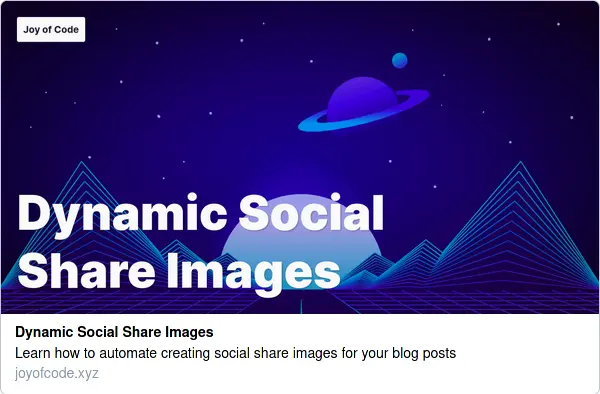 Joy of Code
Dynamic Social
Share Images
Dynamic Social Share Images
Learn how to automate creating social share images for your blog posts
joyofcode.xyz